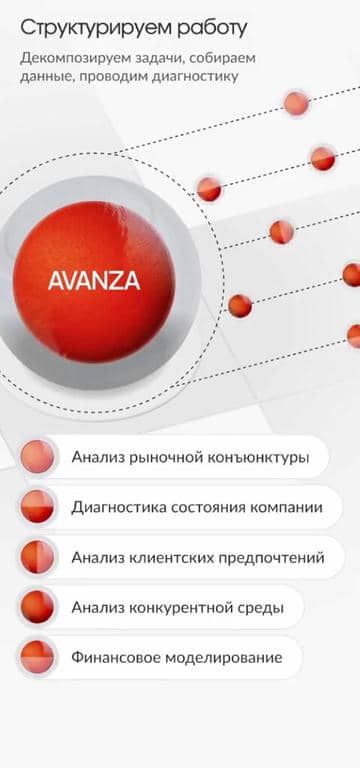 Структурируем работу
Декомпозируем задачи, собираем
данные, проводим диагностику
AVANZA
Анализ рыночной конъюнктуры
Диагностика состояния компании
Анализ клиентских предпочтений
Анализ конкурентной среды
Финансовое моделирование